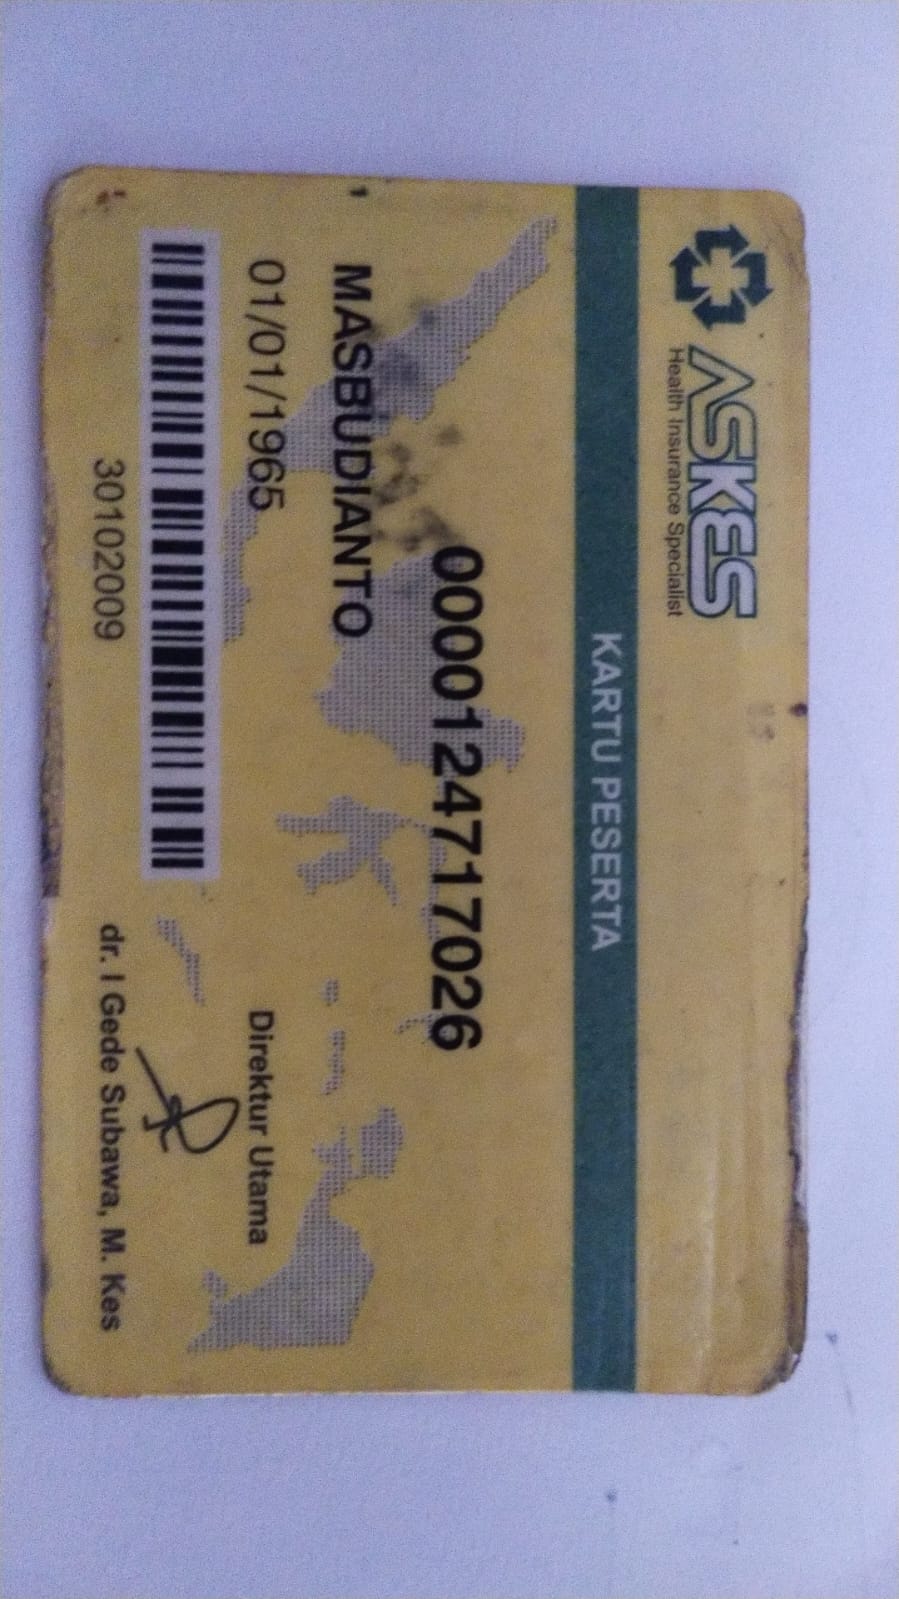 ASKES
Health Insurance Specialist
KARTU PESERTA
0000124717026
MASBUDIANTO
01/01/1965
Direktur Utama
30102009
dr. I Gede Subawa, M. Kes